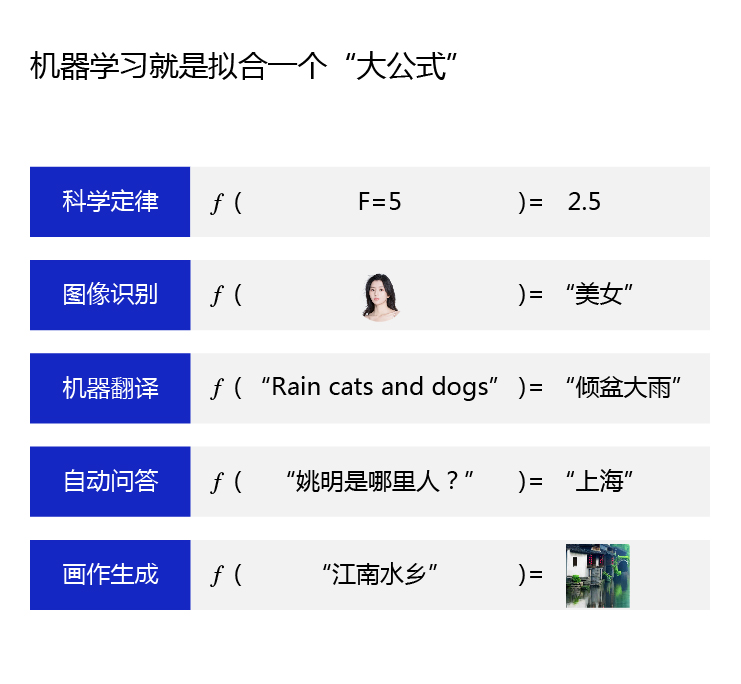 机器学习就是拟合一个“大公式”
科学定律 f ( F=5 )= 2.5
图像识别 f ( )= “美女”
机器翻译 f ( “Rain cats and dogs” )= “倾盆大雨”
自动问答 f ( “姚明是哪里人？” )= “上海”
画作生成 f ( “江南水乡” )=